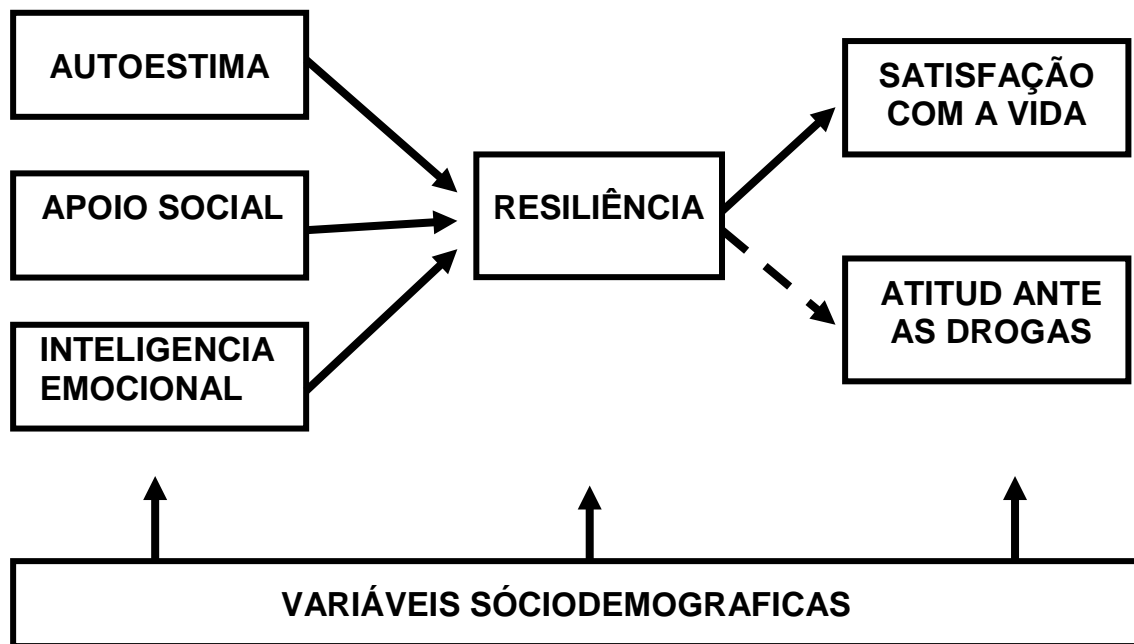 AUTOESTIMA
APOIO SOCIAL
INTELIGENCIA
EMOCIONAL
RESILIÊNCIA
SATISFAÇÃO
COM A VIDA
ATITUD ANTE
AS DROGAS
VARIÁVEIS SÓCIODEMOGRAFICAS